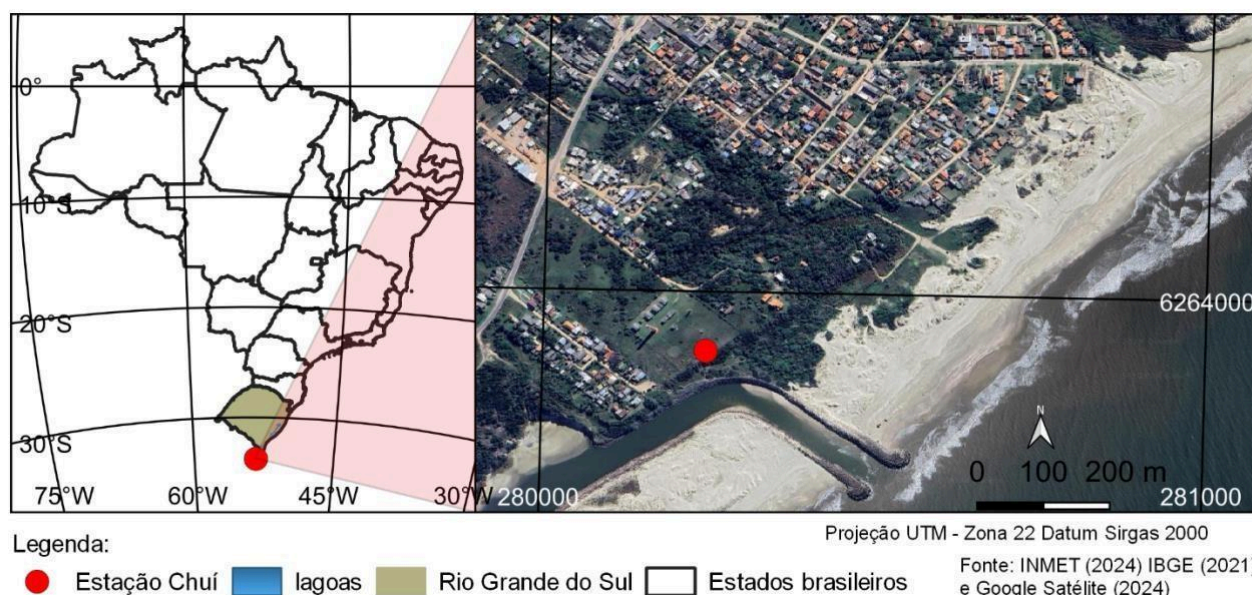 0°
10°S
20°S
30°S
75°W 60°W 45°W 30°W
6264000
N
0 100 200 m
280000 281000
Projeção UTM - Zona 22 Datum Sirgas 2000
Legenda:
Estação Chuí lagoas Rio Grande do Sul Estados brasileiros
Fonte: INMET (2024) IBGE (2021)
e Google Satélite (2024)